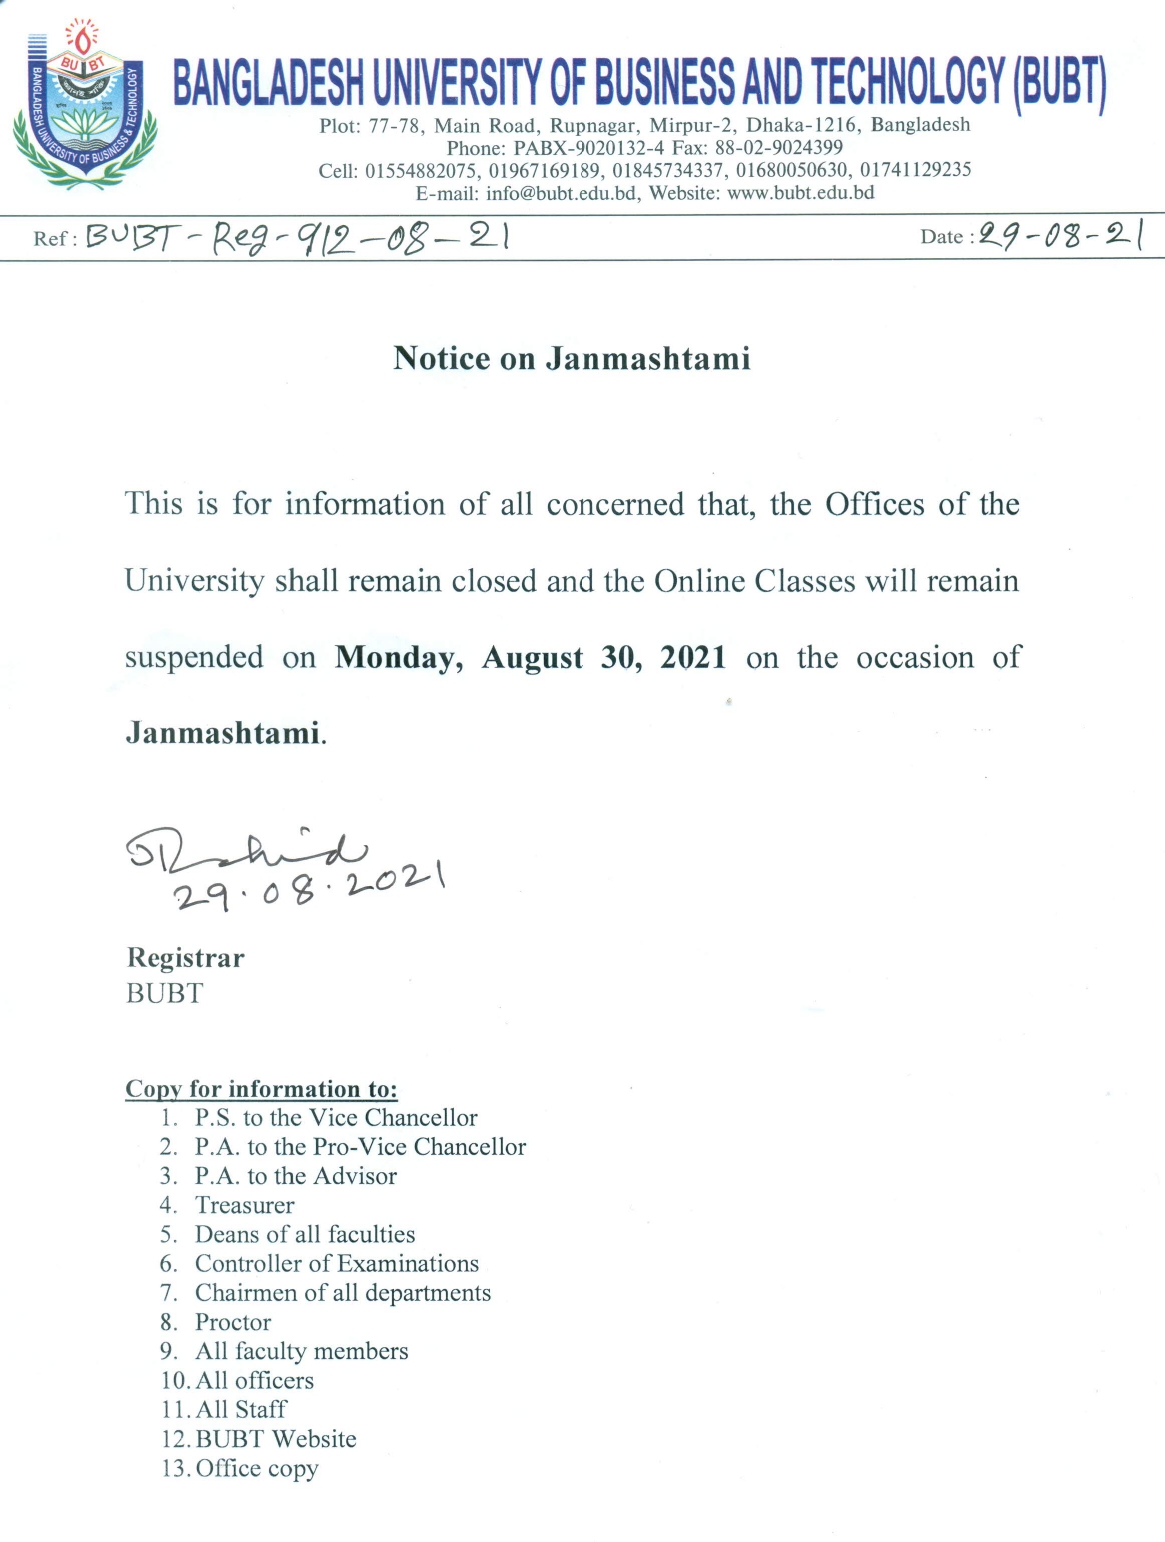 BU BT
BANGLADESH UNIVERSITY OF BUSINESS & TECHNOLOGY
BANGLADESH UNIVERSITY OF BUSINESS AND TECHNOLOGY (BUBT)
Plot: 77-78, Main Road, Rupnagar, Mirpur-2, Dhaka-1216, Bangladesh
Phone: PABX-9020132-4 Fax: 88-02-9024399
Cell: 01554882075, 01967169189, 01845734337, 01680050630, 01741129235
E-mail: info@bubt.edu.bd, Website: www.bubt.edu.bd
Ref : BUBT-Reg-912-08-21 Date : 29-08-21
Notice on Janmashtami
This is for information of all concerned that, the Offices of the
University shall remain closed and the Online Classes will remain
suspended on Monday, August 30, 2021 on the occasion of
Janmashtami.
29.08.2021
Registrar
BUBT
Copy for information to:
1. P.S. to the Vice Chancellor
2. P.A. to the Pro-Vice Chancellor
3. P.A. to the Advisor
4. Treasurer
5. Deans of all faculties
6. Controller of Examinations
7. Chairmen of all departments
8. Proctor
9. All faculty members
10. All officers
11. All Staff
12. BUBT Website
13. Office copy